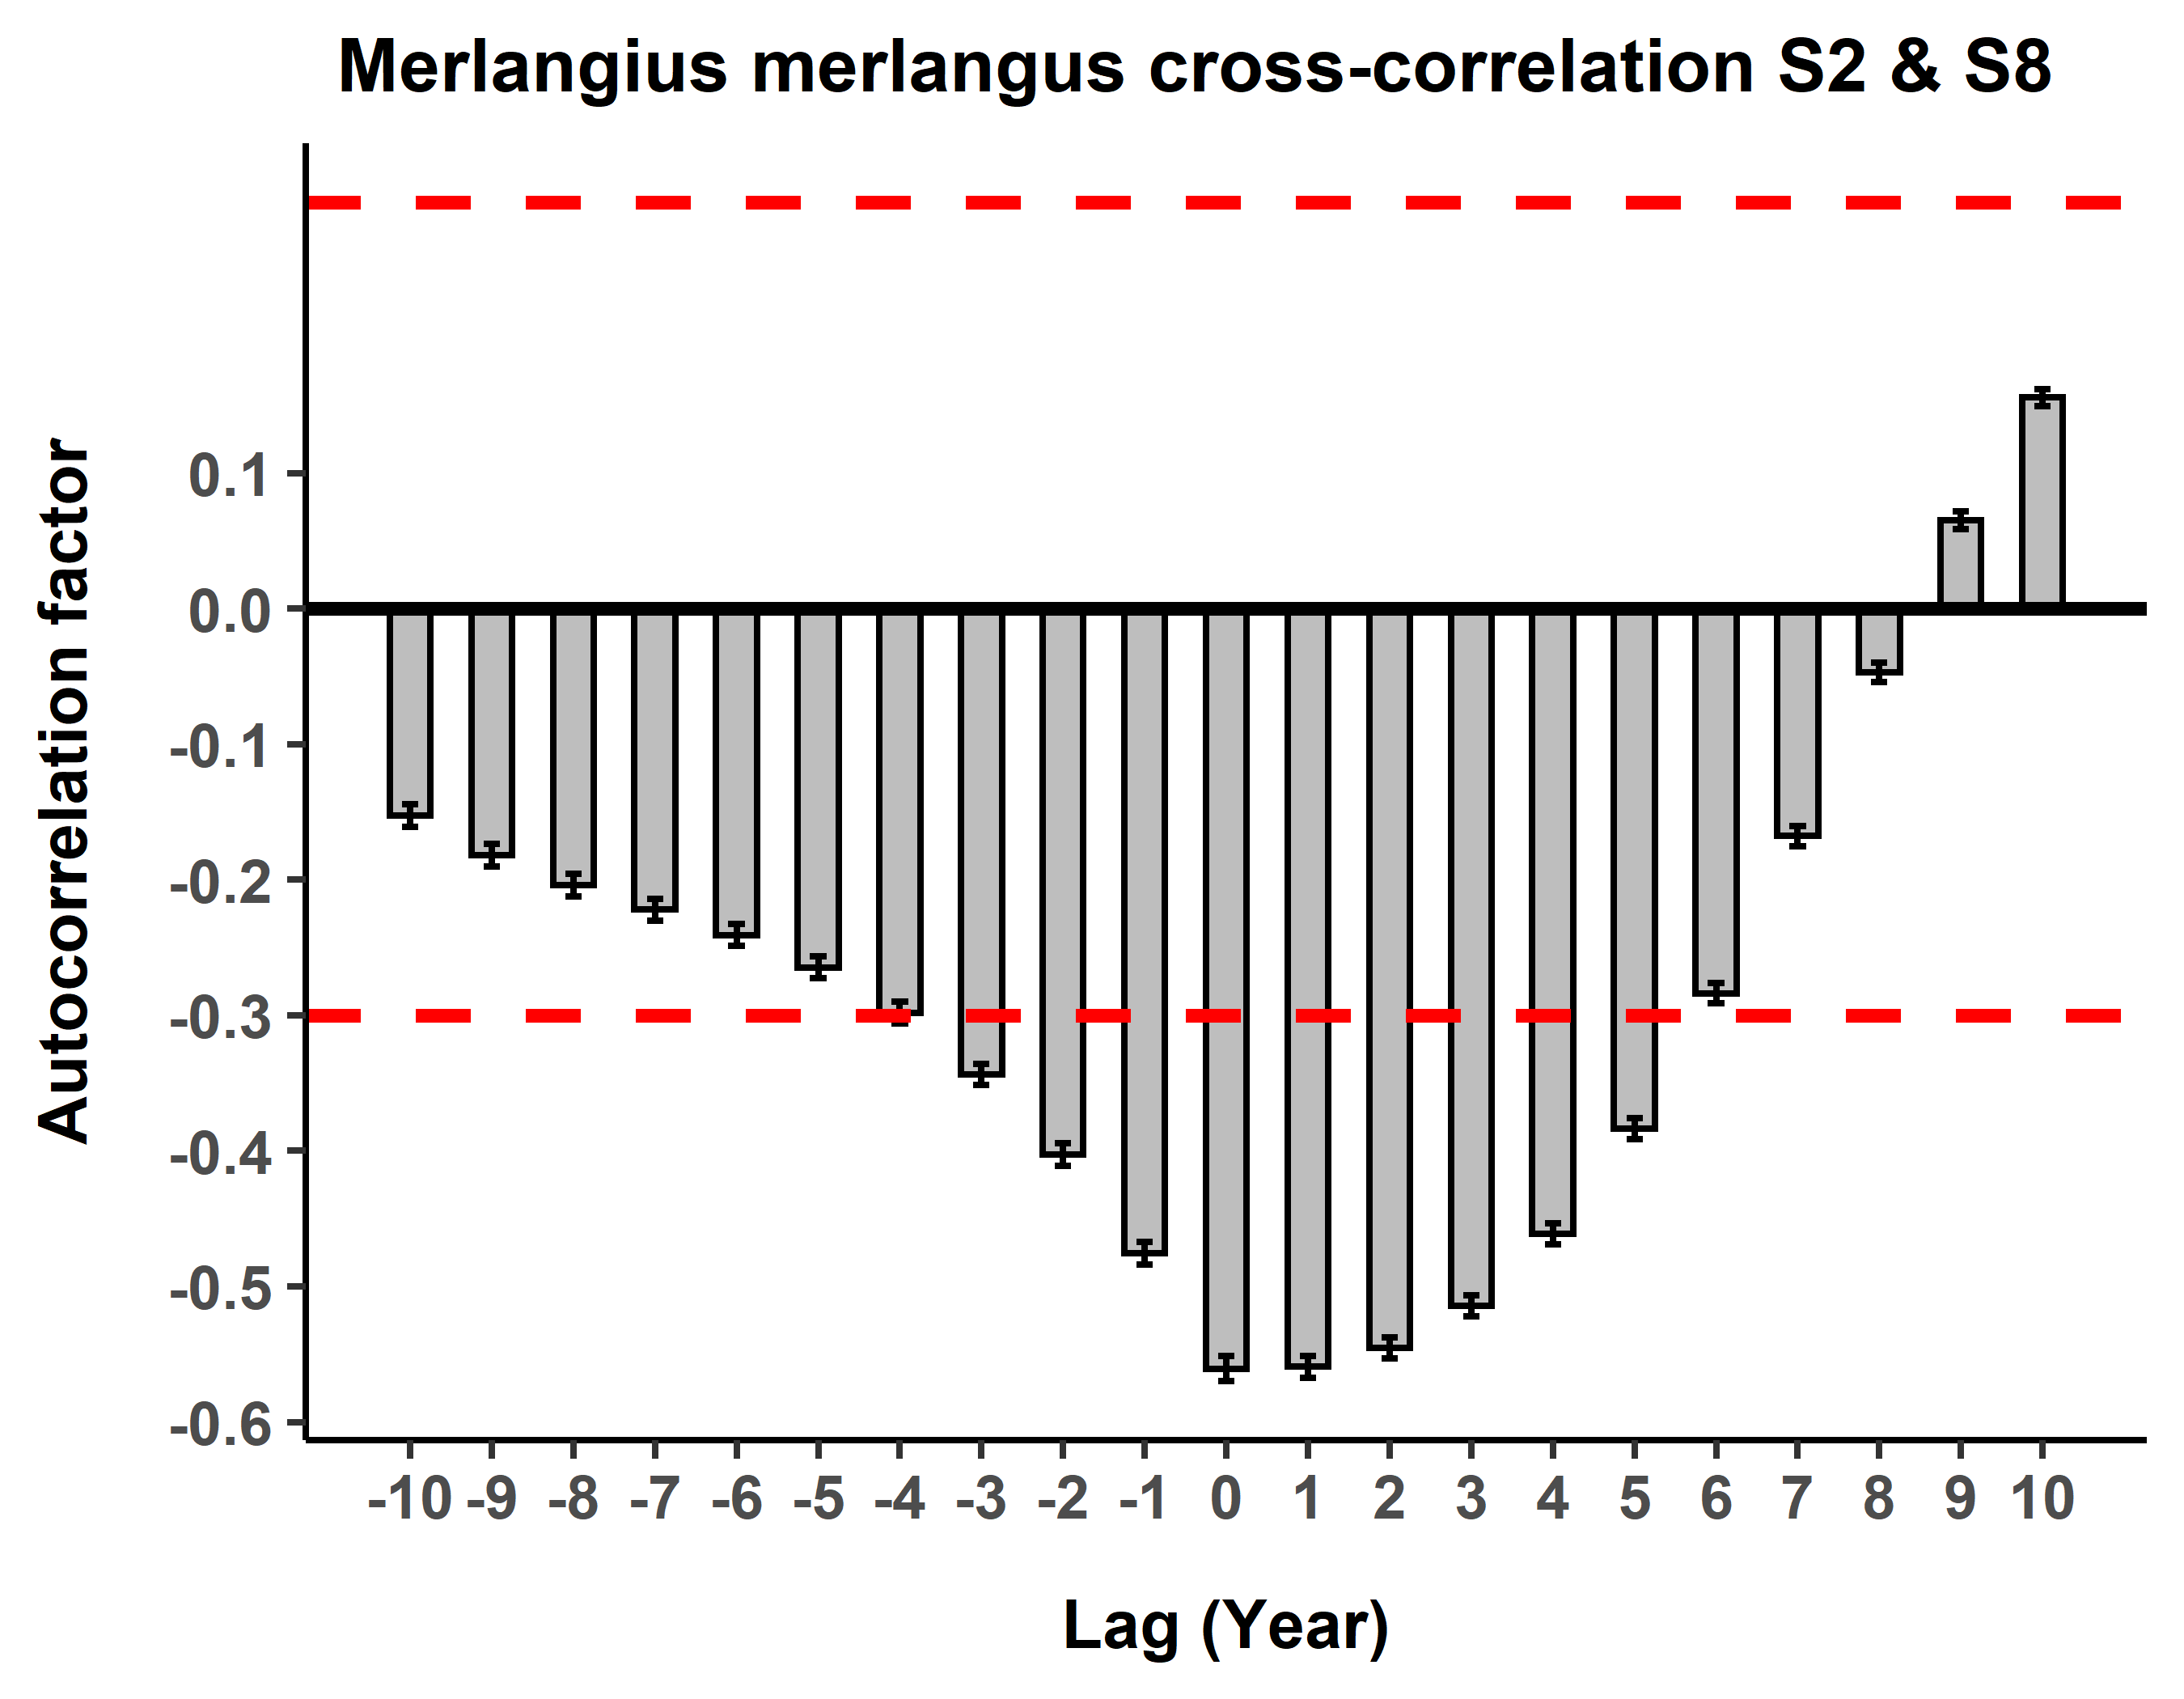 Merlangius merlangus cross-correlation S2 & S8
Autocorrelation factor
0.1
0.0
-0.1
-0.2
-0.3
-0.4
-0.5
-0.6
-10 -9 -8 -7 -6 -5 -4 -3 -2 -1 0 1 2 3 4 5 6 7 8 9 10
Lag (Year)